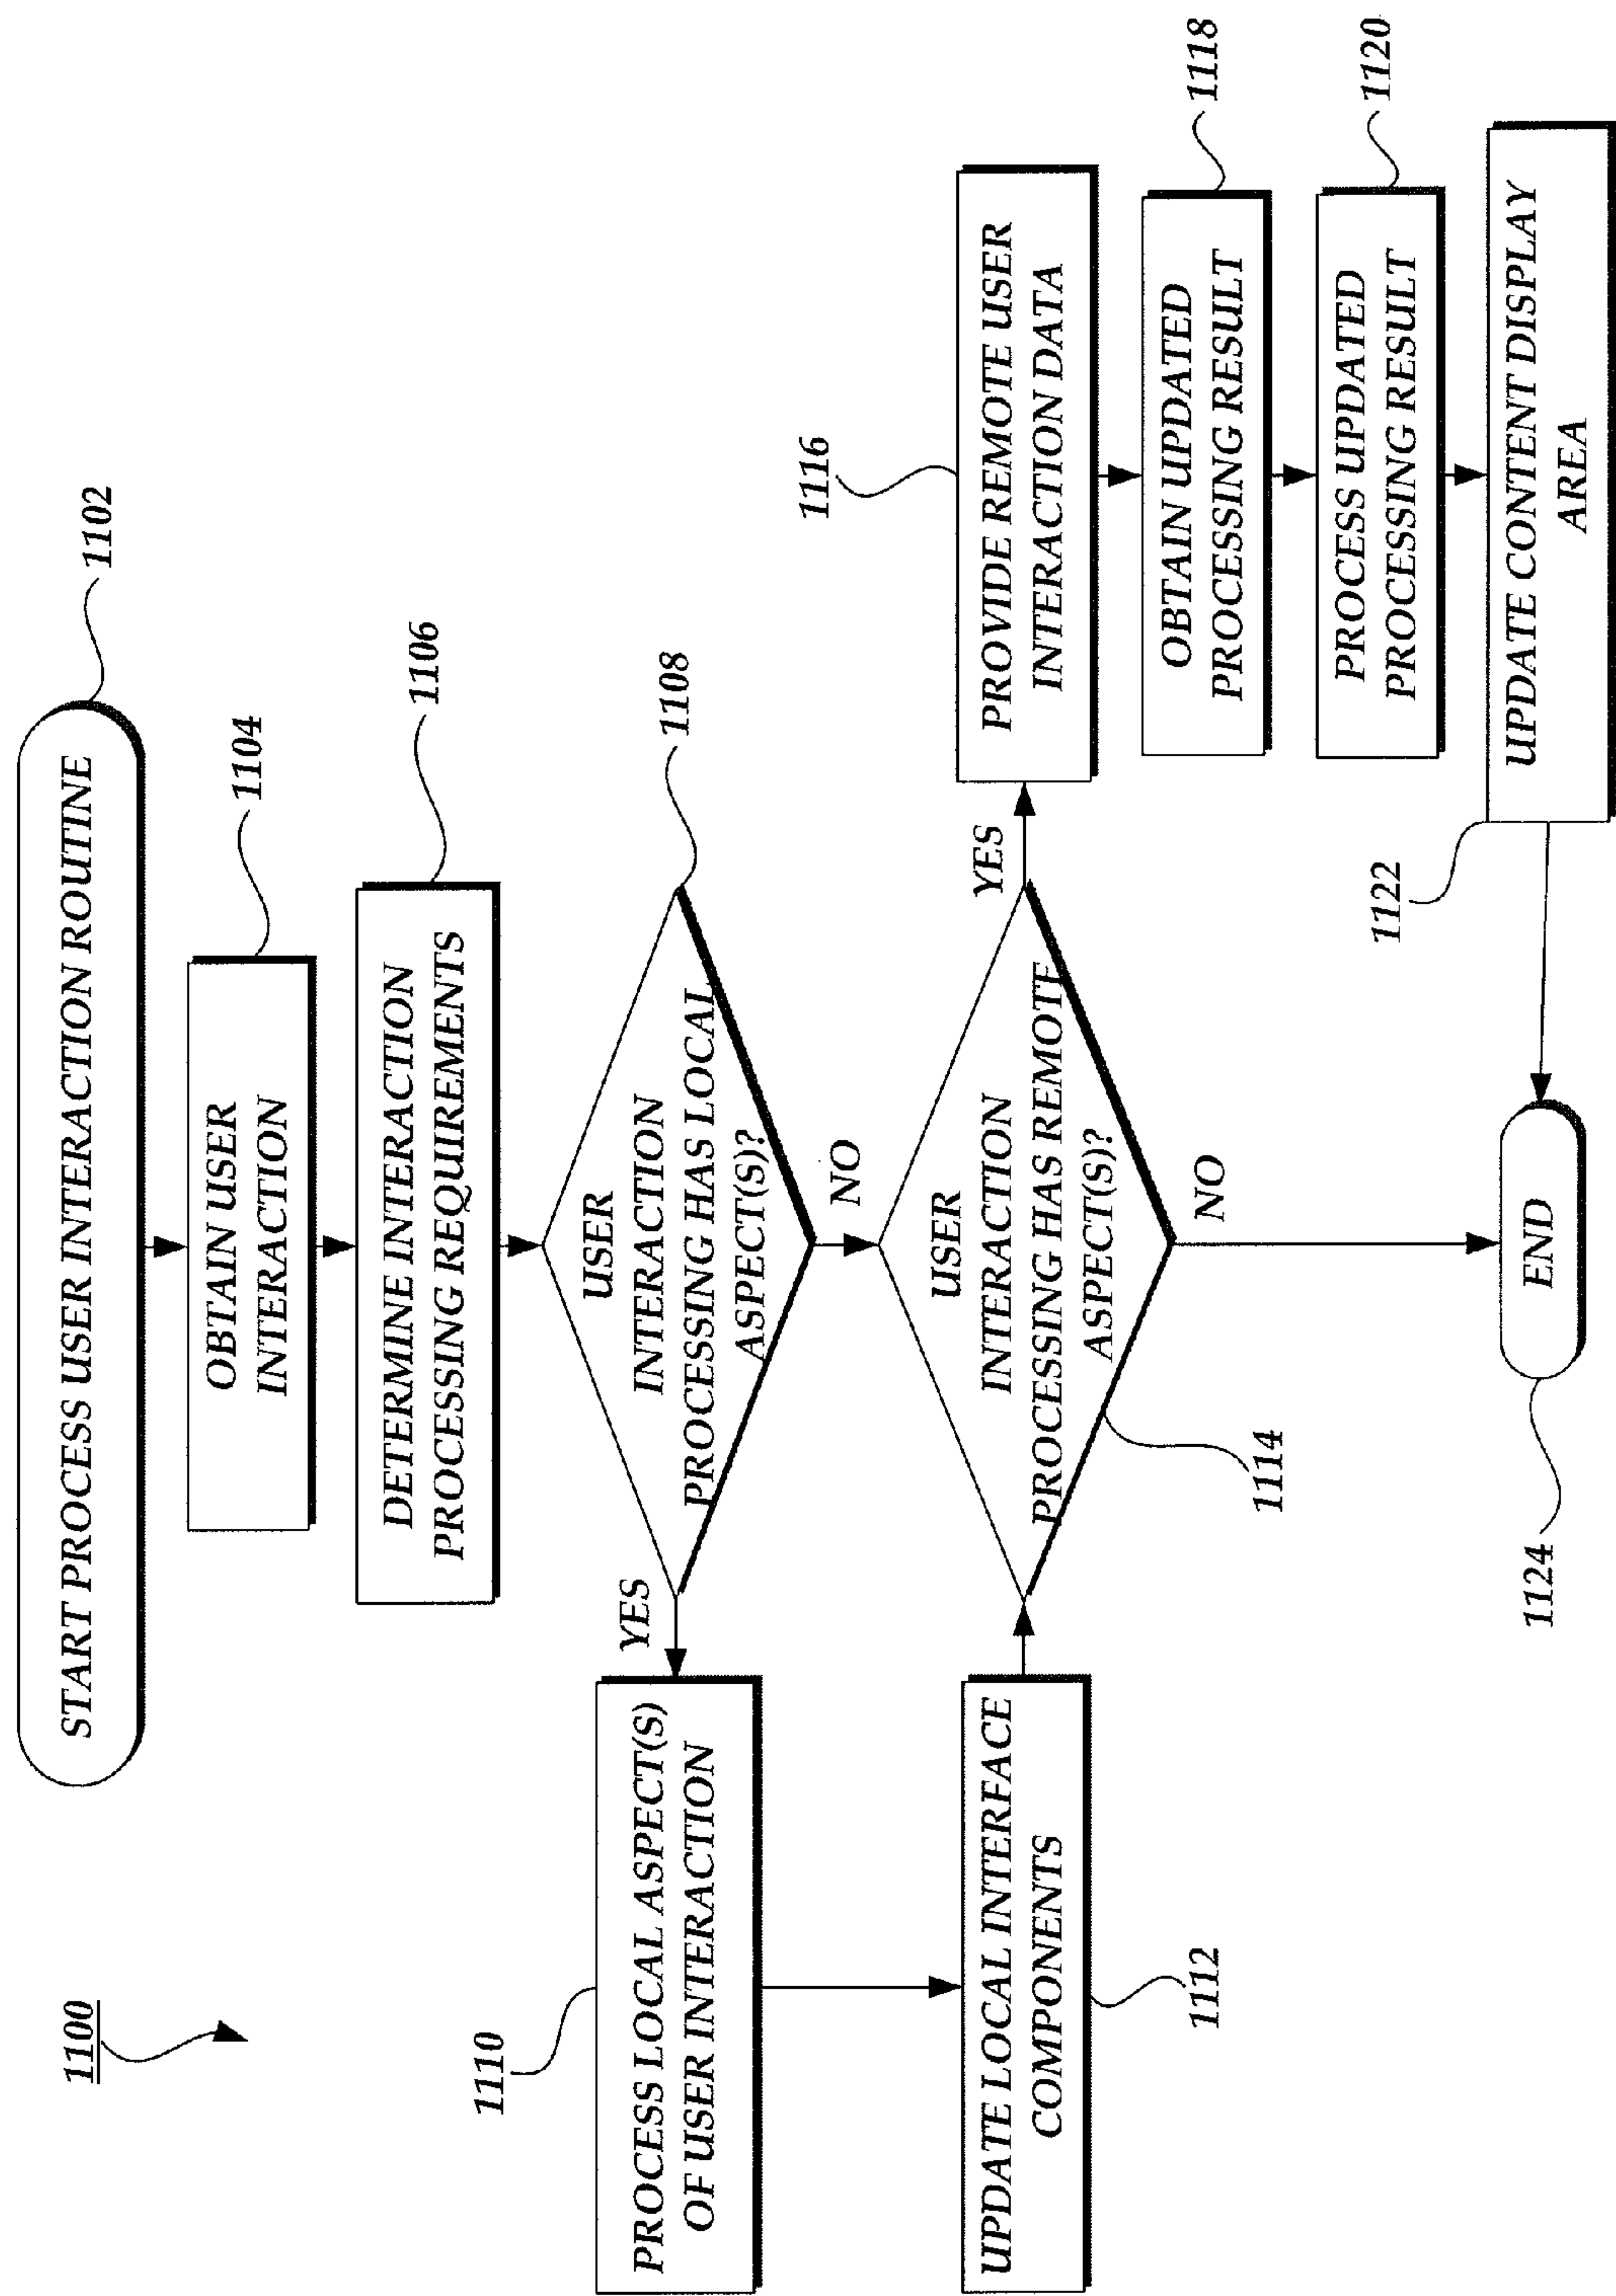 1100
START PROCESS USER INTERACTION ROUTINE
1102
OBTAIN USER
INTERACTION
1104
DETERMINE INTERACTION
PROCESSING REQUIREMENTS
1106
USER
INTERACTION
PROCESSING HAS LOCAL
ASPECT(S)?
1108
YES
NO
1110
PROCESS LOCAL ASPECT(S)
OF USER INTERACTION
UPDATE LOCAL INTERFACE
COMPONENTS
1112
USER
INTERACTION
PROCESSING HAS REMOTE
ASPECT(S)?
1114
YES
NO
1116
PROVIDE REMOTE USER
INTERACTION DATA
OBTAIN UPDATED
PROCESSING RESULT
1118
PROCESS UPDATED
PROCESSING RESULT
1120
1122
UPDATE CONTENT DISPLAY
AREA
END
1124